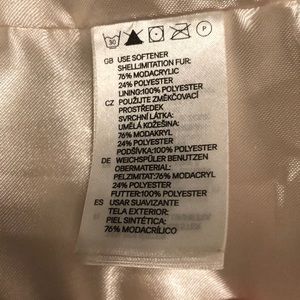 30 P
GB USE SOFTENER
SHELL:IMITATION FUR:
76% MODACRYLIC
24% POLYESTER
LINING:100% POLYESTER
CZ POUŽIJTE ZMĚKČOVACÍ
PROSTŘEDEK
SVRCHNÍ LÁTKA:
UMĚLÁ KOŽEŠINA:
76% MODAKRYL
24% POLYESTER
PODŠÍVKA:100% POLYESTER
DE WEICHSPÜLER BENUTZEN
OBERMATERIAL:
PELZIMITAT:76% MODACRYL
24% POLYESTER
FUTTER:100% POLYESTER
ES USAR SUAVIZANTE
TELA EXTERIOR:
PIEL SINTÉTICA:
76% MODACRÍLICO